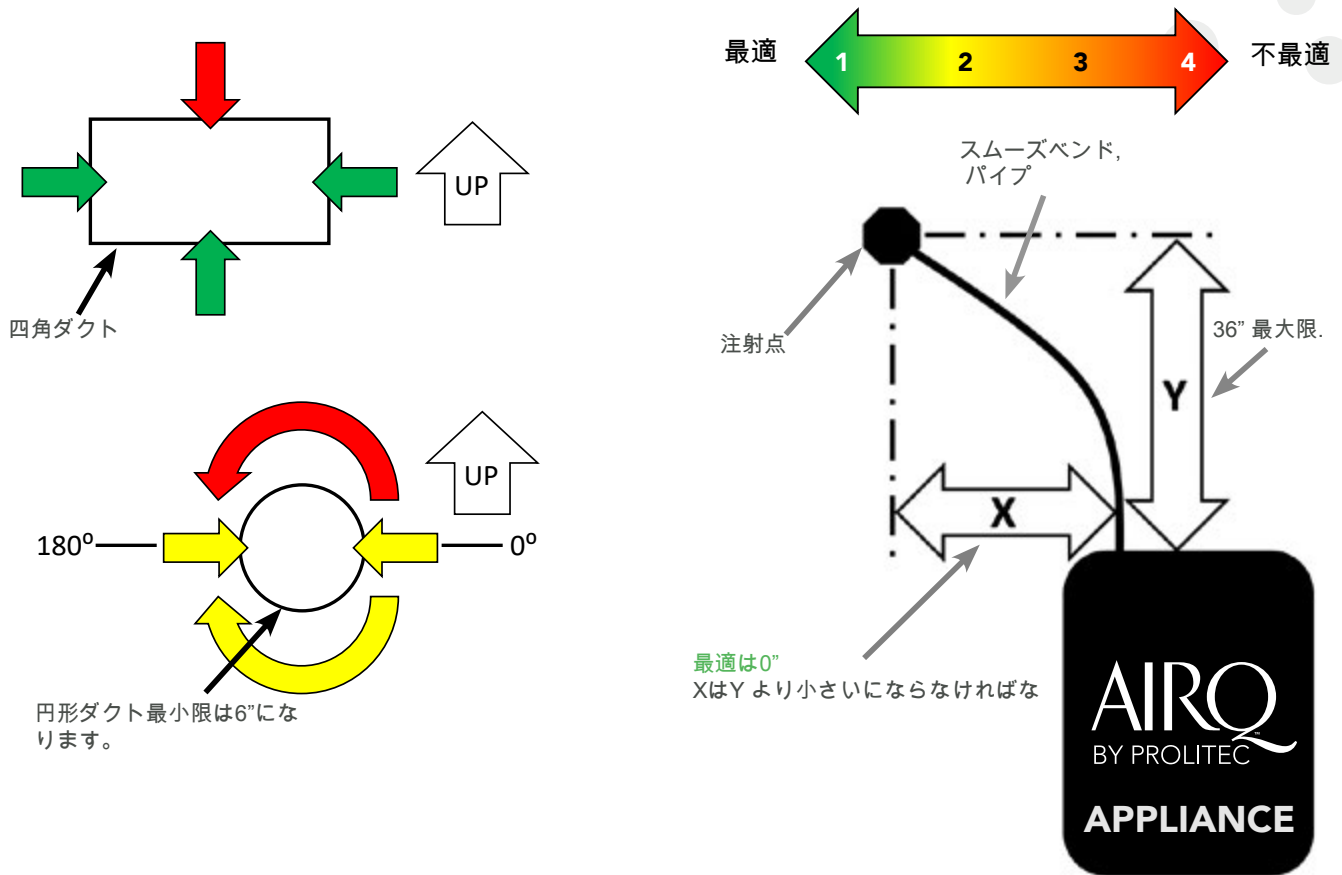 UP
四角ダクト
UP
180º
0º
円形ダクト最小限は6”にな
ります。
最適
1
2
3
4
不最適
スムーズベンド,
パイプ
注射点
36” 最大限.
Y
X
最適は0”
XはY より小さいにならなければな
AIRQ™
BY PROLITEC
APPLIANCE